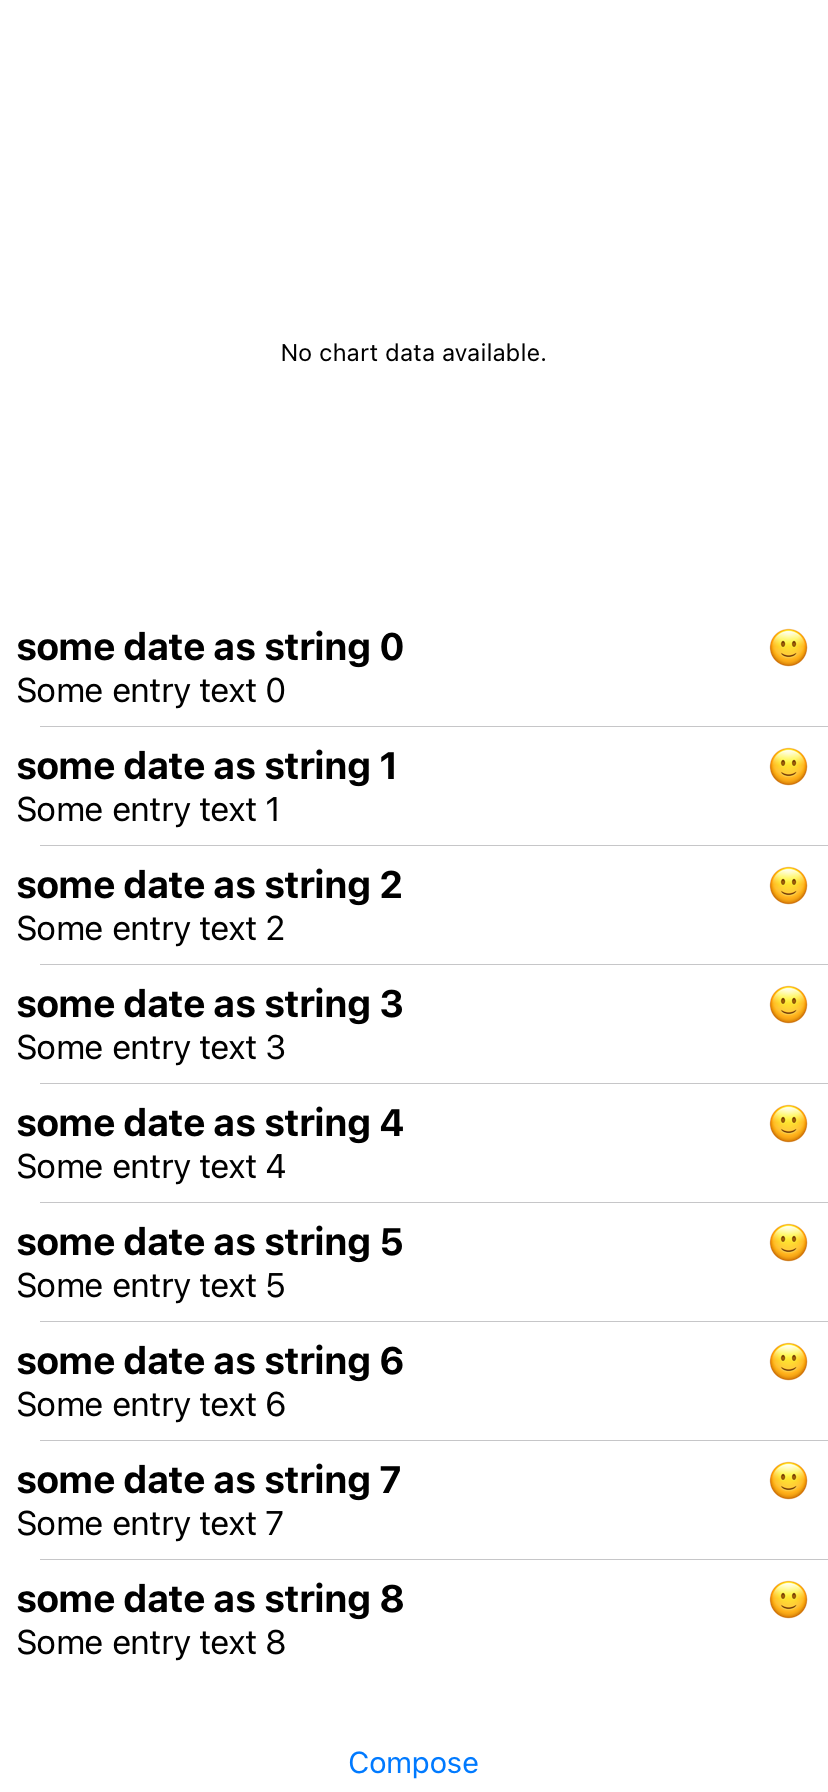 No chart data available.
some date as string 0 🙂
Some entry text 0
some date as string 1 🙂
Some entry text 1
some date as string 2 🙂
Some entry text 2
some date as string 3 🙂
Some entry text 3
some date as string 4 🙂
Some entry text 4
some date as string 5 🙂
Some entry text 5
some date as string 6 🙂
Some entry text 6
some date as string 7 🙂
Some entry text 7
some date as string 8 🙂
Some entry text 8
Compose